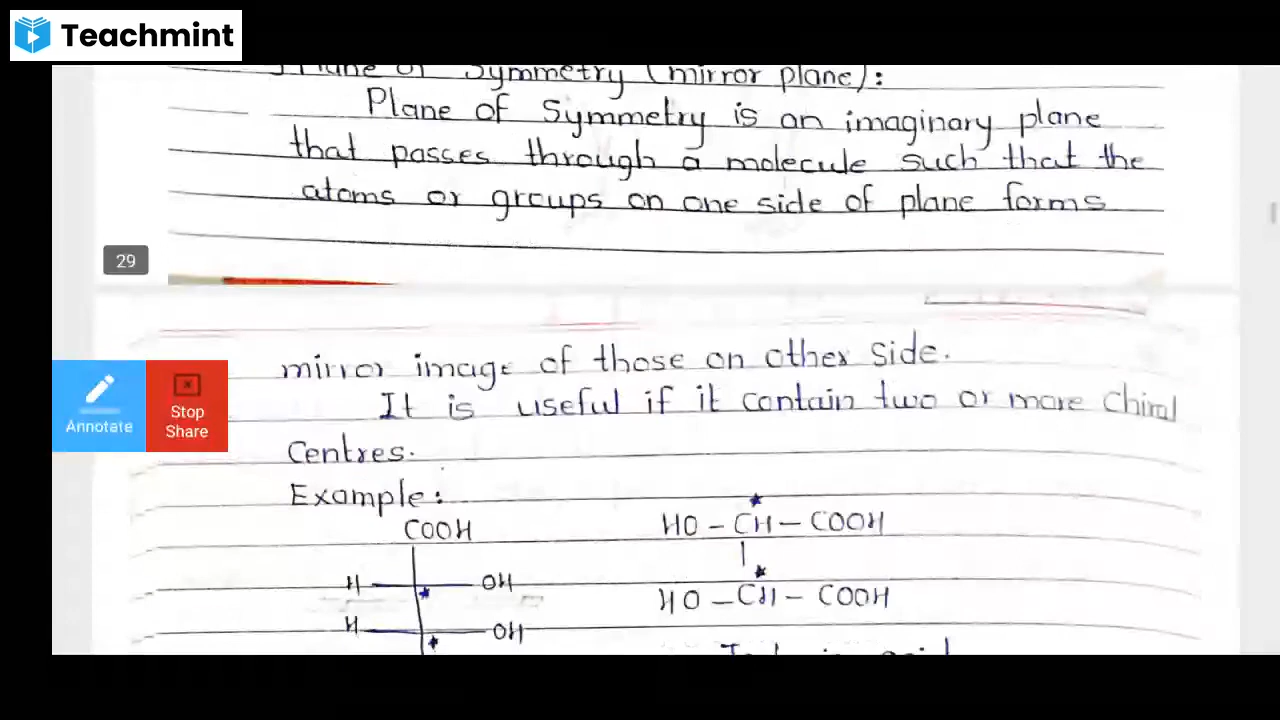 Teachmint
Plane of Symmetry (mirror plane):
Plane of Symmetry is an imaginary plane
that passes through a molecule such that the
atoms or groups on one side of plane forms
29
mirror image of those on other side.
It is useful if it contain two or more Chiral
Centres.
Annotate
Stop
Share
Example:
COOH
HO - CH - COOH
H OH
HO - CH - COOH
H OH
acid